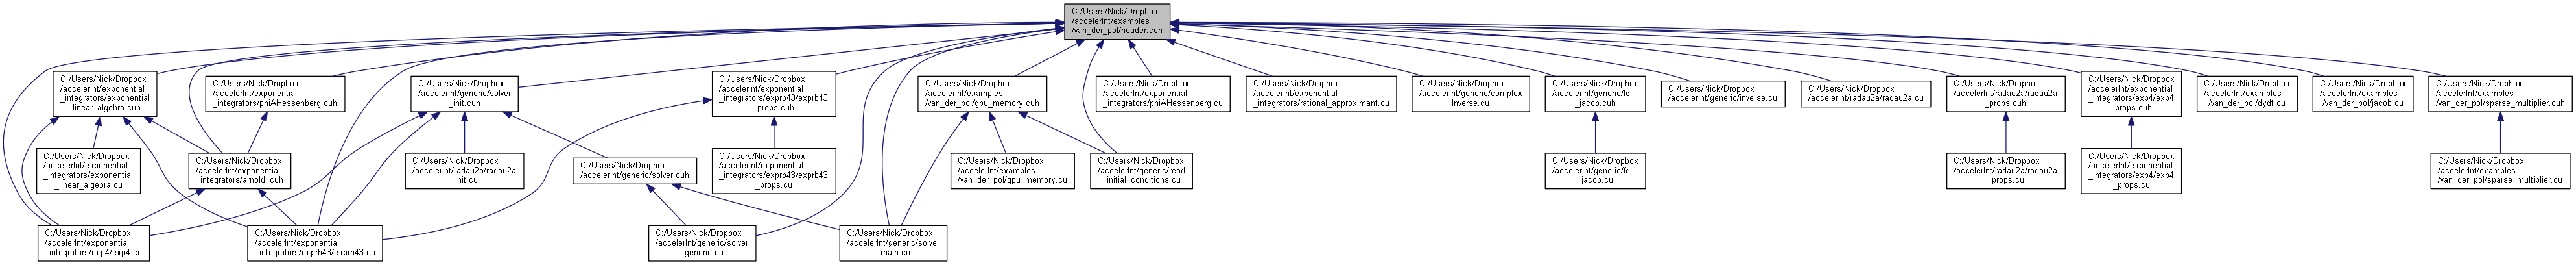 C:/Users/Nick/Dropbox
/accelerInt/examples
/van_der_pol/header.cuh
C:/Users/Nick/Dropbox
/accelerInt/exponential
_integrators/exponential
_linear_algebra.cuh
C:/Users/Nick/Dropbox
/accelerInt/exponential
_integrators/phiAHessenberg.cuh
C:/Users/Nick/Dropbox
/accelerInt/generic/solver
_init.cuh
C:/Users/Nick/Dropbox
/accelerInt/exponential
_integrators/exprb43/exprb43
_props.cuh
C:/Users/Nick/Dropbox
/accelerInt/examples
/van_der_pol/gpu_memory.cuh
C:/Users/Nick/Dropbox
/accelerInt/exponential
_integrators/phiAHessenberg.cu
C:/Users/Nick/Dropbox
/accelerInt/exponential
_integrators/rational_approximant.cu
C:/Users/Nick/Dropbox
/accelerInt/generic/complex
Inverse.cu
C:/Users/Nick/Dropbox
/accelerInt/generic/fd
_jacob.cuh
C:/Users/Nick/Dropbox
/accelerInt/generic/inverse.cu
C:/Users/Nick/Dropbox
/accelerInt/radau2a/radau2a.cu
C:/Users/Nick/Dropbox
/accelerInt/radau2a/radau2a
_props.cuh
C:/Users/Nick/Dropbox
/accelerInt/exponential
_integrators/exp4/exp4
_props.cuh
C:/Users/Nick/Dropbox
/accelerInt/examples
/van_der_pol/dydt.cu
C:/Users/Nick/Dropbox
/accelerInt/examples
/van_der_pol/jacob.cu
C:/Users/Nick/Dropbox
/accelerInt/examples
/van_der_pol/sparse_multiplier.cuh
C:/Users/Nick/Dropbox
/accelerInt/exponential
_integrators/exponential
_linear_algebra.cu
C:/Users/Nick/Dropbox
/accelerInt/exponential
_integrators/arnoldi.cuh
C:/Users/Nick/Dropbox
/accelerInt/radau2a/radau2a
_init.cu
C:/Users/Nick/Dropbox
/accelerInt/generic/solver.cuh
C:/Users/Nick/Dropbox
/accelerInt/exponential
_integrators/exprb43/exprb43
_props.cu
C:/Users/Nick/Dropbox
/accelerInt/examples
/van_der_pol/gpu_memory.cu
C:/Users/Nick/Dropbox
/accelerInt/generic/read
_initial_conditions.cu
C:/Users/Nick/Dropbox
/accelerInt/generic/fd
_jacob.cu
C:/Users/Nick/Dropbox
/accelerInt/radau2a/radau2a
_props.cu
C:/Users/Nick/Dropbox
/accelerInt/exponential
_integrators/exp4/exp4
_props.cu
C:/Users/Nick/Dropbox
/accelerInt/examples
/van_der_pol/sparse_multiplier.cu
C:/Users/Nick/Dropbox
/accelerInt/exponential
_integrators/exp4/exp4.cu
C:/Users/Nick/Dropbox
/accelerInt/exponential
_integrators/exprb43/exprb43.cu
C:/Users/Nick/Dropbox
/accelerInt/generic/solver
_generic.cu
C:/Users/Nick/Dropbox
/accelerInt/generic/solver
_main.cu